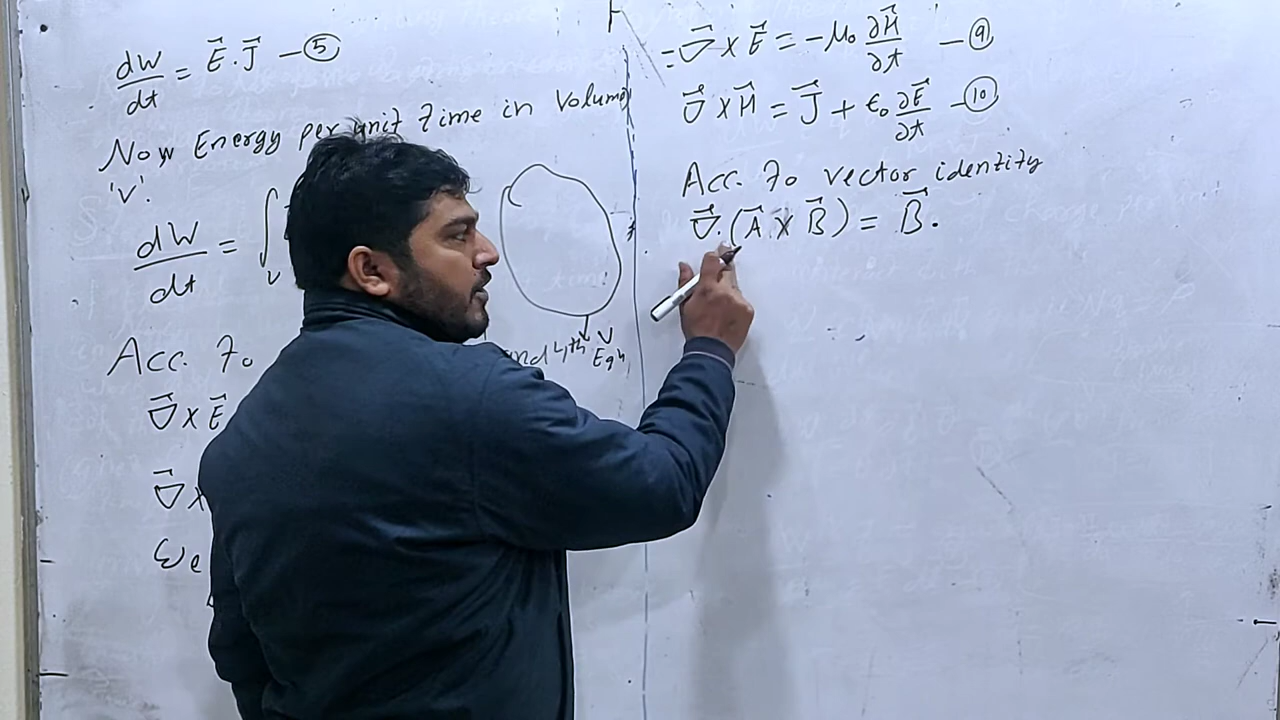 dW/dt = E⃗.J⃗ -⑤
Now Energy per unit time in Volume
'V'.
dW/dt = ∫V
Acc. to and 4th Eqn,
V
∇⃗ x E⃗
∇⃗ x
we
= ∇⃗ x E⃗ = -μ₀ ∂H⃗/∂t -⑨
∇⃗ x H⃗ = J⃗ + ε₀ ∂E⃗/∂t -⑩
Acc. to vector identity
∇⃗.(A⃗ x B⃗) = B⃗.